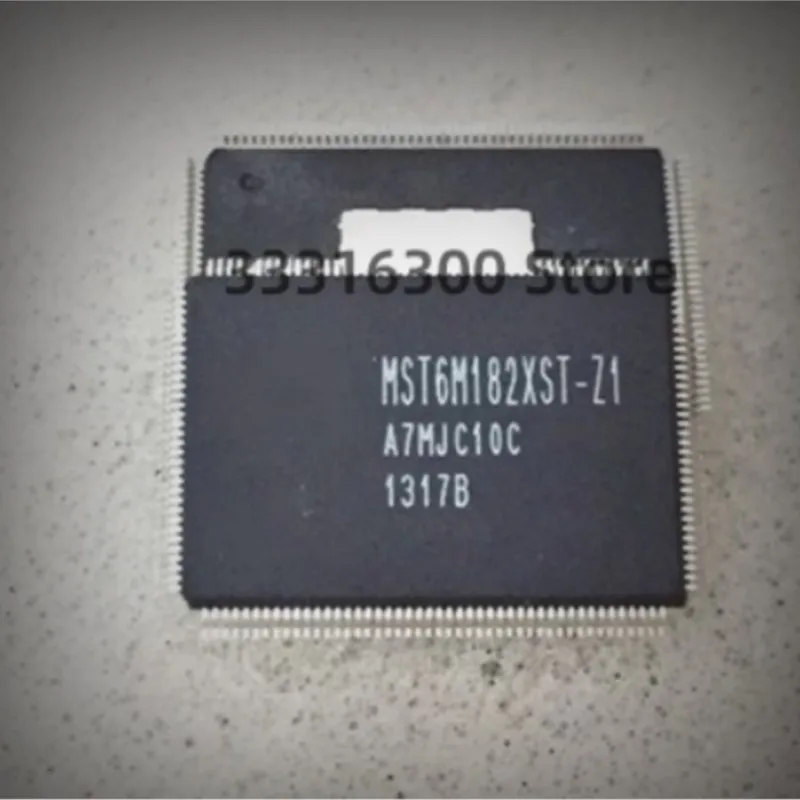 33316300 Store
MST6M182XST-Z1
A7MJC10C
1317B